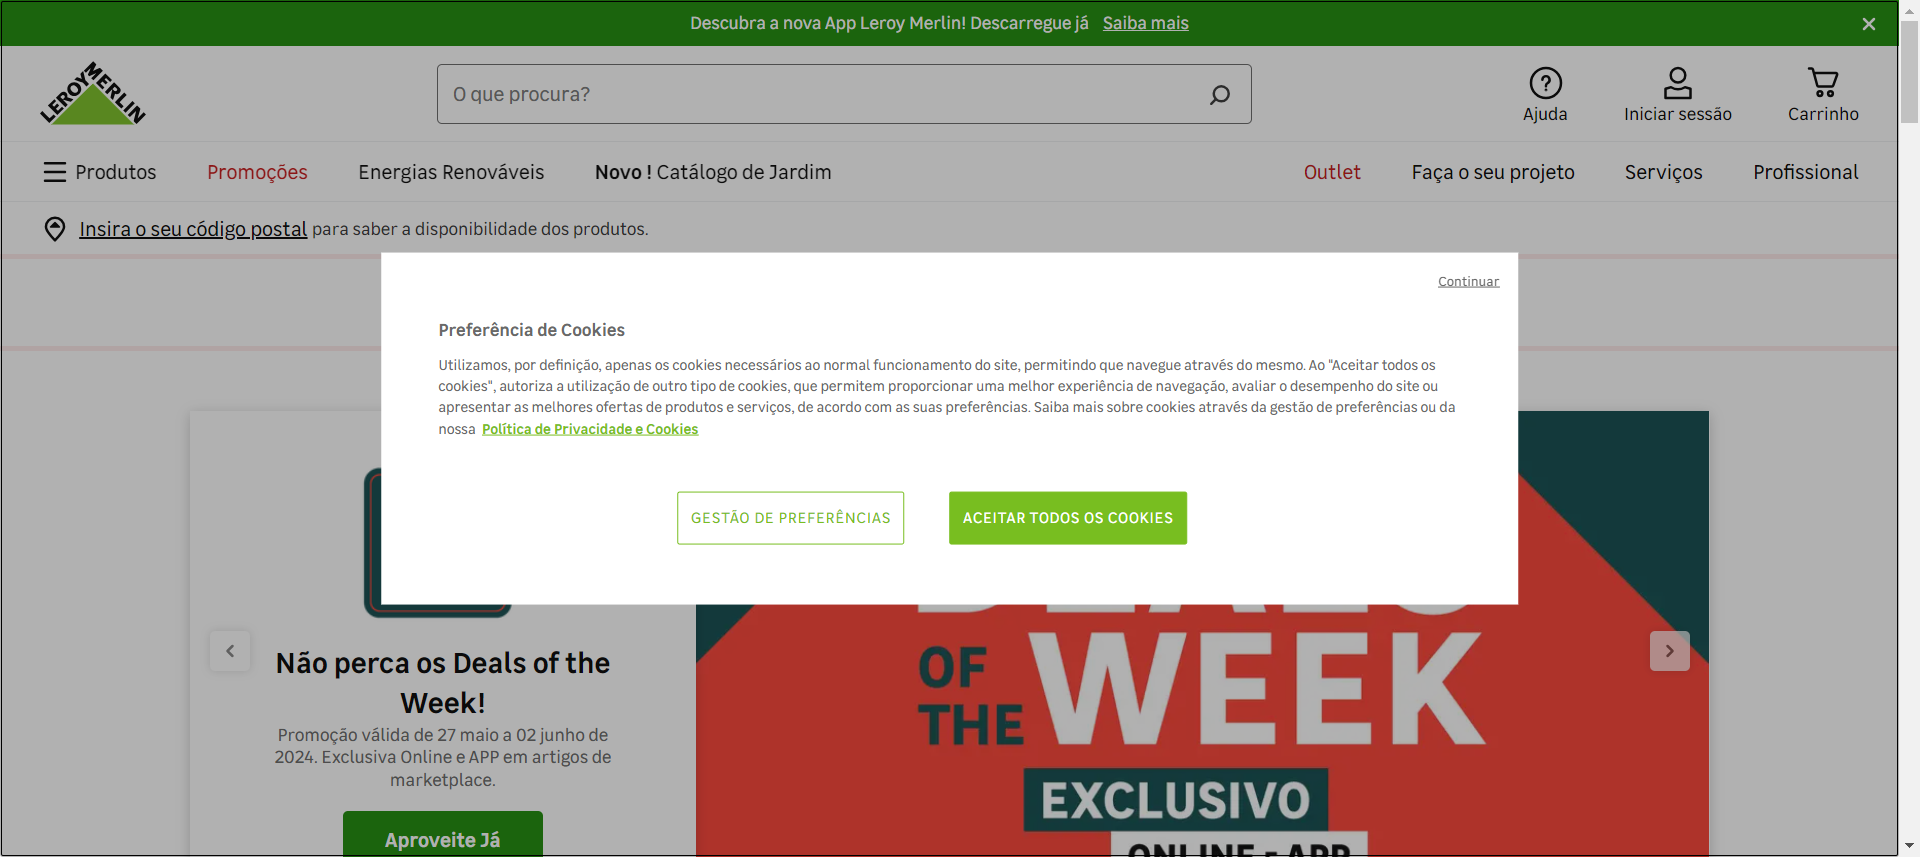 Descubra a nova App Leroy Merlin! Descarregue já Saiba mais
LEROY MERLIN
O que procura?
Ajuda
Iniciar sessão
Carrinho
Produtos
Promoções
Energias Renováveis
Novo ! Catálogo de Jardim
Outlet
Faça o seu projeto
Serviços
Profissional
Insira o seu código postal para saber a disponibilidade dos produtos.
Continuar
Preferência de Cookies
Utilizamos, por definição, apenas os cookies necessários ao normal funcionamento do site, permitindo que navegue através do mesmo. Ao "Aceitar todos os
cookies", autoriza a utilização de outro tipo de cookies, que permitem proporcionar uma melhor experiência de navegação, avaliar o desempenho do site ou
apresentar as melhores ofertas de produtos e serviços, de acordo com as suas preferências. Saiba mais sobre cookies através da gestão de preferências ou da
nossa Política de Privacidade e Cookies
GESTÃO DE PREFERÊNCIAS
ACEITAR TODOS OS COOKIES
Não perca os Deals of the
Week!
Promoção válida de 27 maio a 02 junho de
2024. Exclusiva Online e APP em artigos de
marketplace.
Aproveite Já
DEALS
OF
THE WEEK
EXCLUSIVO
ONLINE E APP